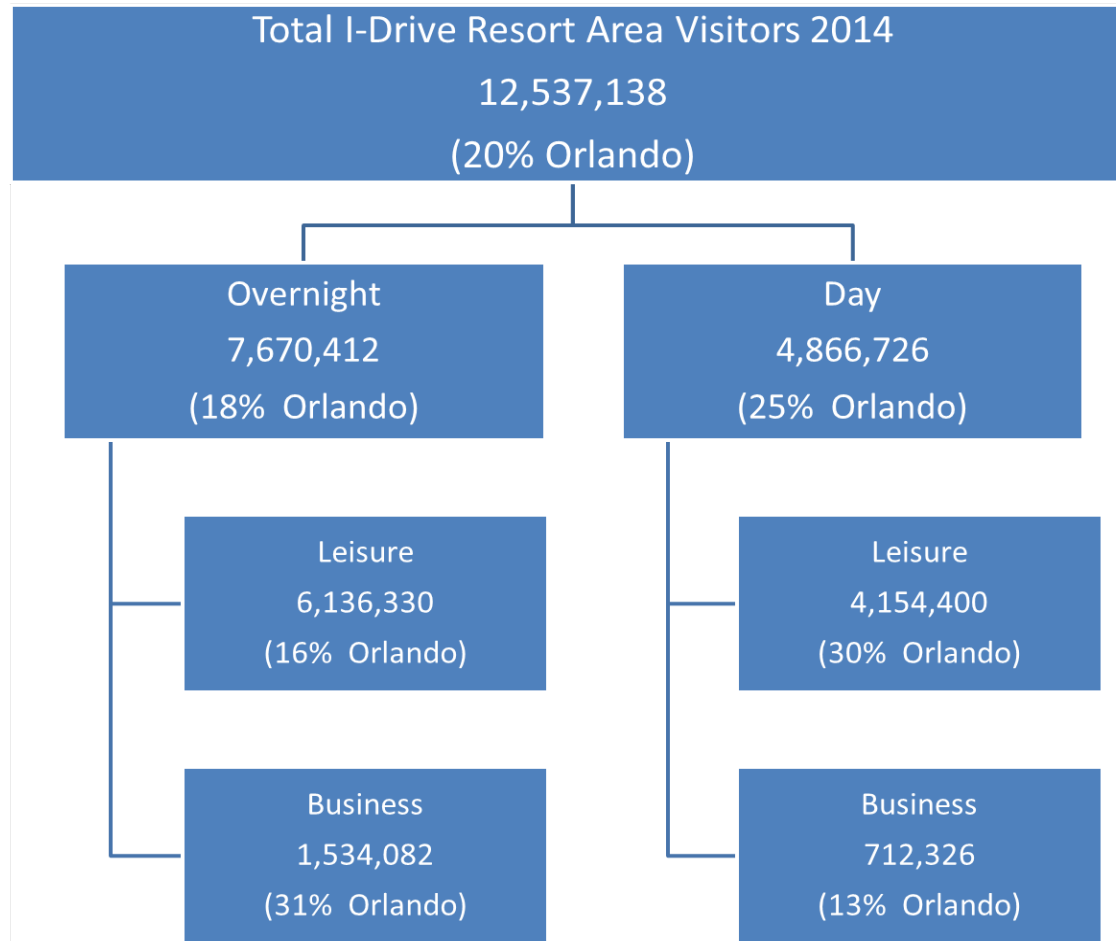 Total I-Drive Resort Area Visitors 2014
12,537,138
(20% Orlando)
Overnight
7,670,412
(18%  Orlando)
Day
4,866,726
(25%  Orlando)
Leisure
6,136,330
(16%  Orlando)
Leisure
4,154,400
(30%  Orlando)
Business
1,534,082
(31%  Orlando)
Business
712,326
(13%  Orlando)